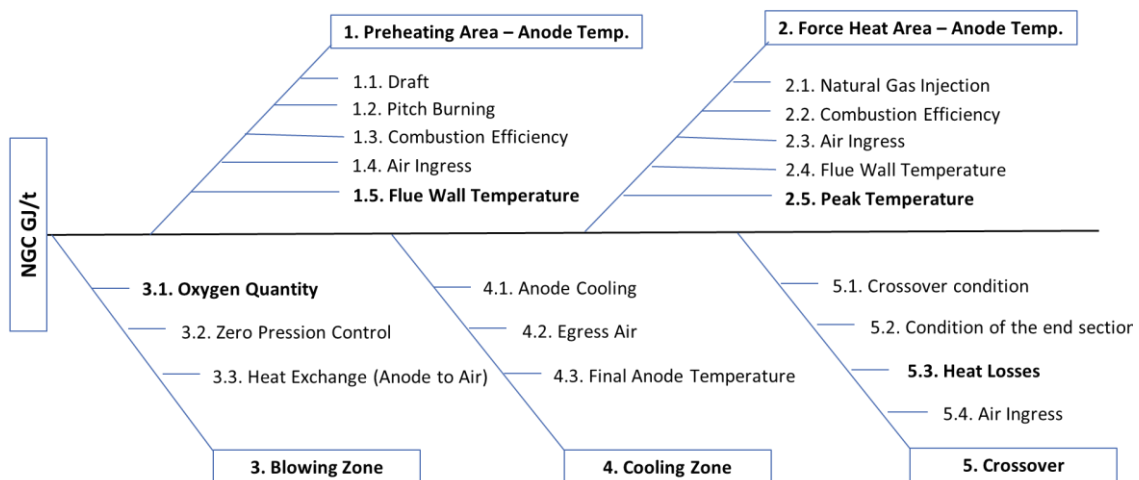 1. Preheating Area – Anode Temp.
1.1. Draft
1.2. Pitch Burning
1.3. Combustion Efficiency
1.4. Air Ingress
1.5. Flue Wall Temperature
2. Force Heat Area – Anode Temp.
2.1. Natural Gas Injection
2.2. Combustion Efficiency
2.3. Air Ingress
2.4. Flue Wall Temperature
2.5. Peak Temperature
NGC GJ/t
3.1. Oxygen Quantity
3.2. Zero Pression Control
3.3. Heat Exchange (Anode to Air)
3. Blowing Zone
4.1. Anode Cooling
4.2. Egress Air
4.3. Final Anode Temperature
4. Cooling Zone
5.1. Crossover condition
5.2. Condition of the end section
5.3. Heat Losses
5.4. Air Ingress
5. Crossover